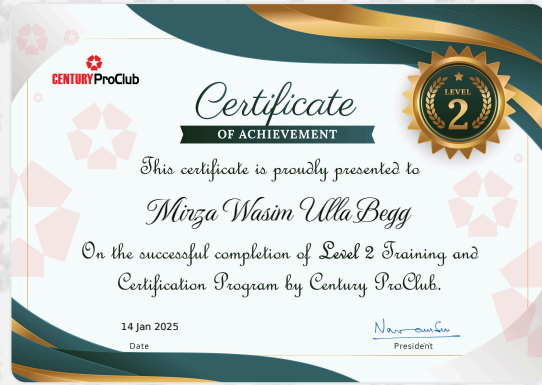 CENTURY ProClub
LEVEL
2
Certificate
OF ACHIEVEMENT
This certificate is proudly presented to
Mirza Wasim Ulla Begg
On the successful completion of Level 2 Training and
Certification Program by Century ProClub.
14 Jan 2025
Date
President